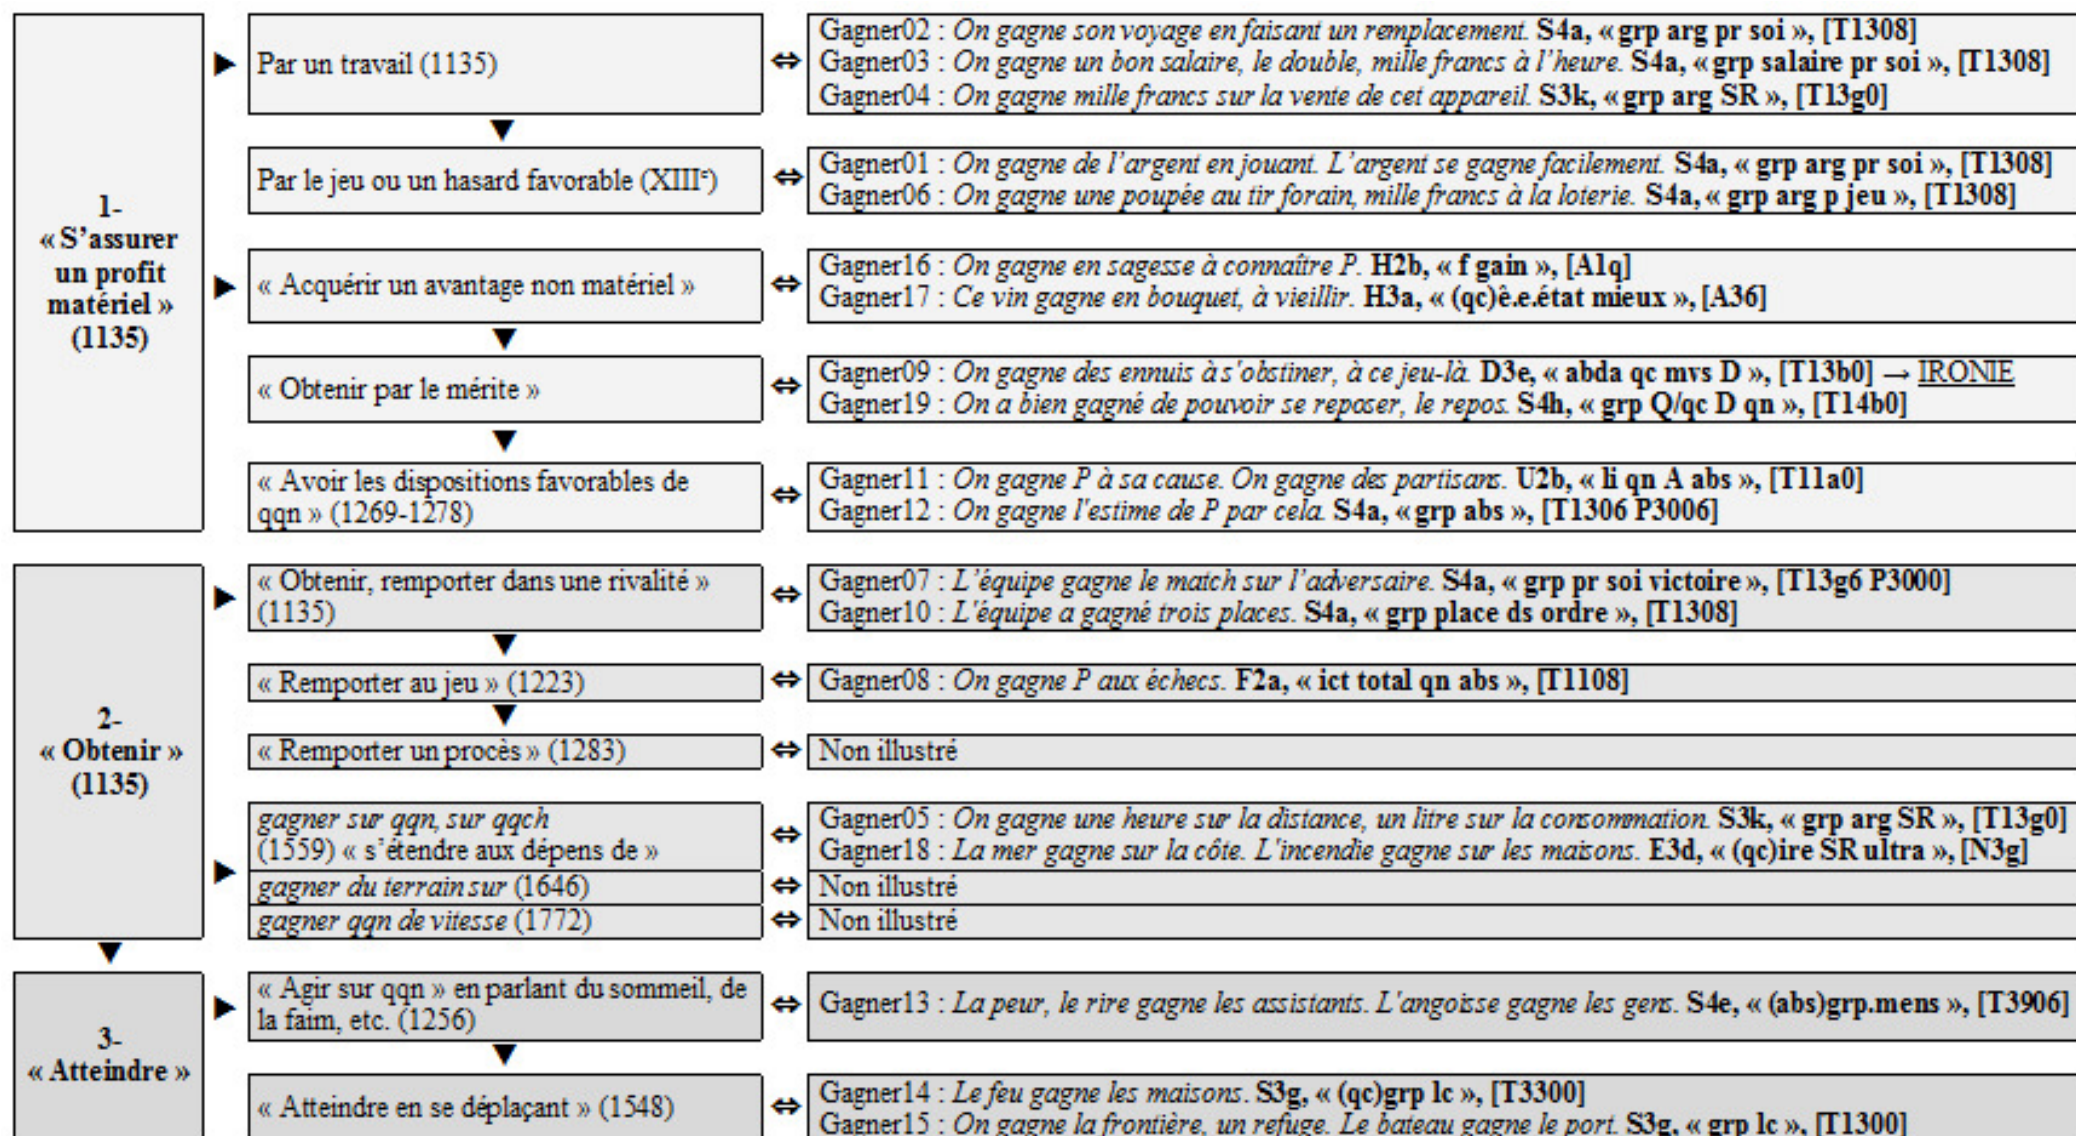 1-
« S’assurer
un profit
matériel »
(1135)
Par un travail (1135)
Gagner02 : On gagne son voyage en faisant un remplacement. S4a, « grp arg pr soi », [T1308]
Gagner03 : On gagne un bon salaire, le double, mille francs à l’heure. S4a, « grp salaire pr soi », [T1308]
Gagner04 : On gagne mille francs sur la vente de cet appareil. S3k, « grp arg SR », [T13g0]
Par le jeu ou un hasard favorable (XIIIᵉ)
Gagner01 : On gagne de l’argent en jouant. L’argent se gagne facilement. S4a, « grp arg pr soi », [T1308]
Gagner06 : On gagne une poupée au tir forain, mille francs à la loterie. S4a, « grp arg p jeu », [T1308]
« Acquérir un avantage non matériel »
Gagner16 : On gagne en sagesse à connaître P. H2b, « f gain », [A1q]
Gagner17 : Ce vin gagne en bouquet, à vieillir. H3a, « (qc)ê.e.état mieux », [A36]
« Obtenir par le mérite »
Gagner09 : On gagne des ennuis à s'obstiner, à ce jeu-là. D3e, « abda qc mvs D », [T13b0] → IRONIE
Gagner19 : On a bien gagné de pouvoir se reposer, le repos. S4h, « grp Q/qc D qn », [T14b0]
« Avoir les dispositions favorables de
qqn » (1269-1278)
Gagner11 : On gagne P à sa cause. On gagne des partisans. U2b, « li qn A abs », [T11a0]
Gagner12 : On gagne l'estime de P par cela. S4a, « grp abs », [T1306 P3006]
2-
« Obtenir »
(1135)
« Obtenir, remporter dans une rivalité »
(1135)
Gagner07 : L’équipe gagne le match sur l’adversaire. S4a, « grp pr soi victoire », [T13g6 P3000]
Gagner10 : L'équipe a gagné trois places. S4a, « grp place ds ordre », [T1308]
« Remporter au jeu » (1223)
Gagner08 : On gagne P aux échecs. F2a, « ict total qn abs », [T1108]
« Remporter un procès » (1283)
Non illustré
gagner sur qqn, sur qqch
(1559) « s’étendre aux dépens de »
Gagner05 : On gagne une heure sur la distance, un litre sur la consommation. S3k, « grp arg SR », [T13g0]
Gagner18 : La mer gagne sur la côte. L'incendie gagne sur les maisons. E3d, « (qc)ire SR ultra », [N3g]
gagner du terrain sur (1646)
Non illustré
gagner qqn de vitesse (1772)
Non illustré
3-
« Atteindre »
« Agir sur qqn » en parlant du sommeil, de
la faim, etc. (1256)
Gagner13 : La peur, le rire gagne les assistants. L'angoisse gagne les gens. S4e, « (abs)grp.mens », [T3906]
« Atteindre en se déplaçant » (1548)
Gagner14 : Le feu gagne les maisons. S3g, « (qc)grp lc », [T3300]
Gagner15 : On gagne la frontière, un refuge. Le bateau gagne le port. S3g, « grp lc », [T1300]